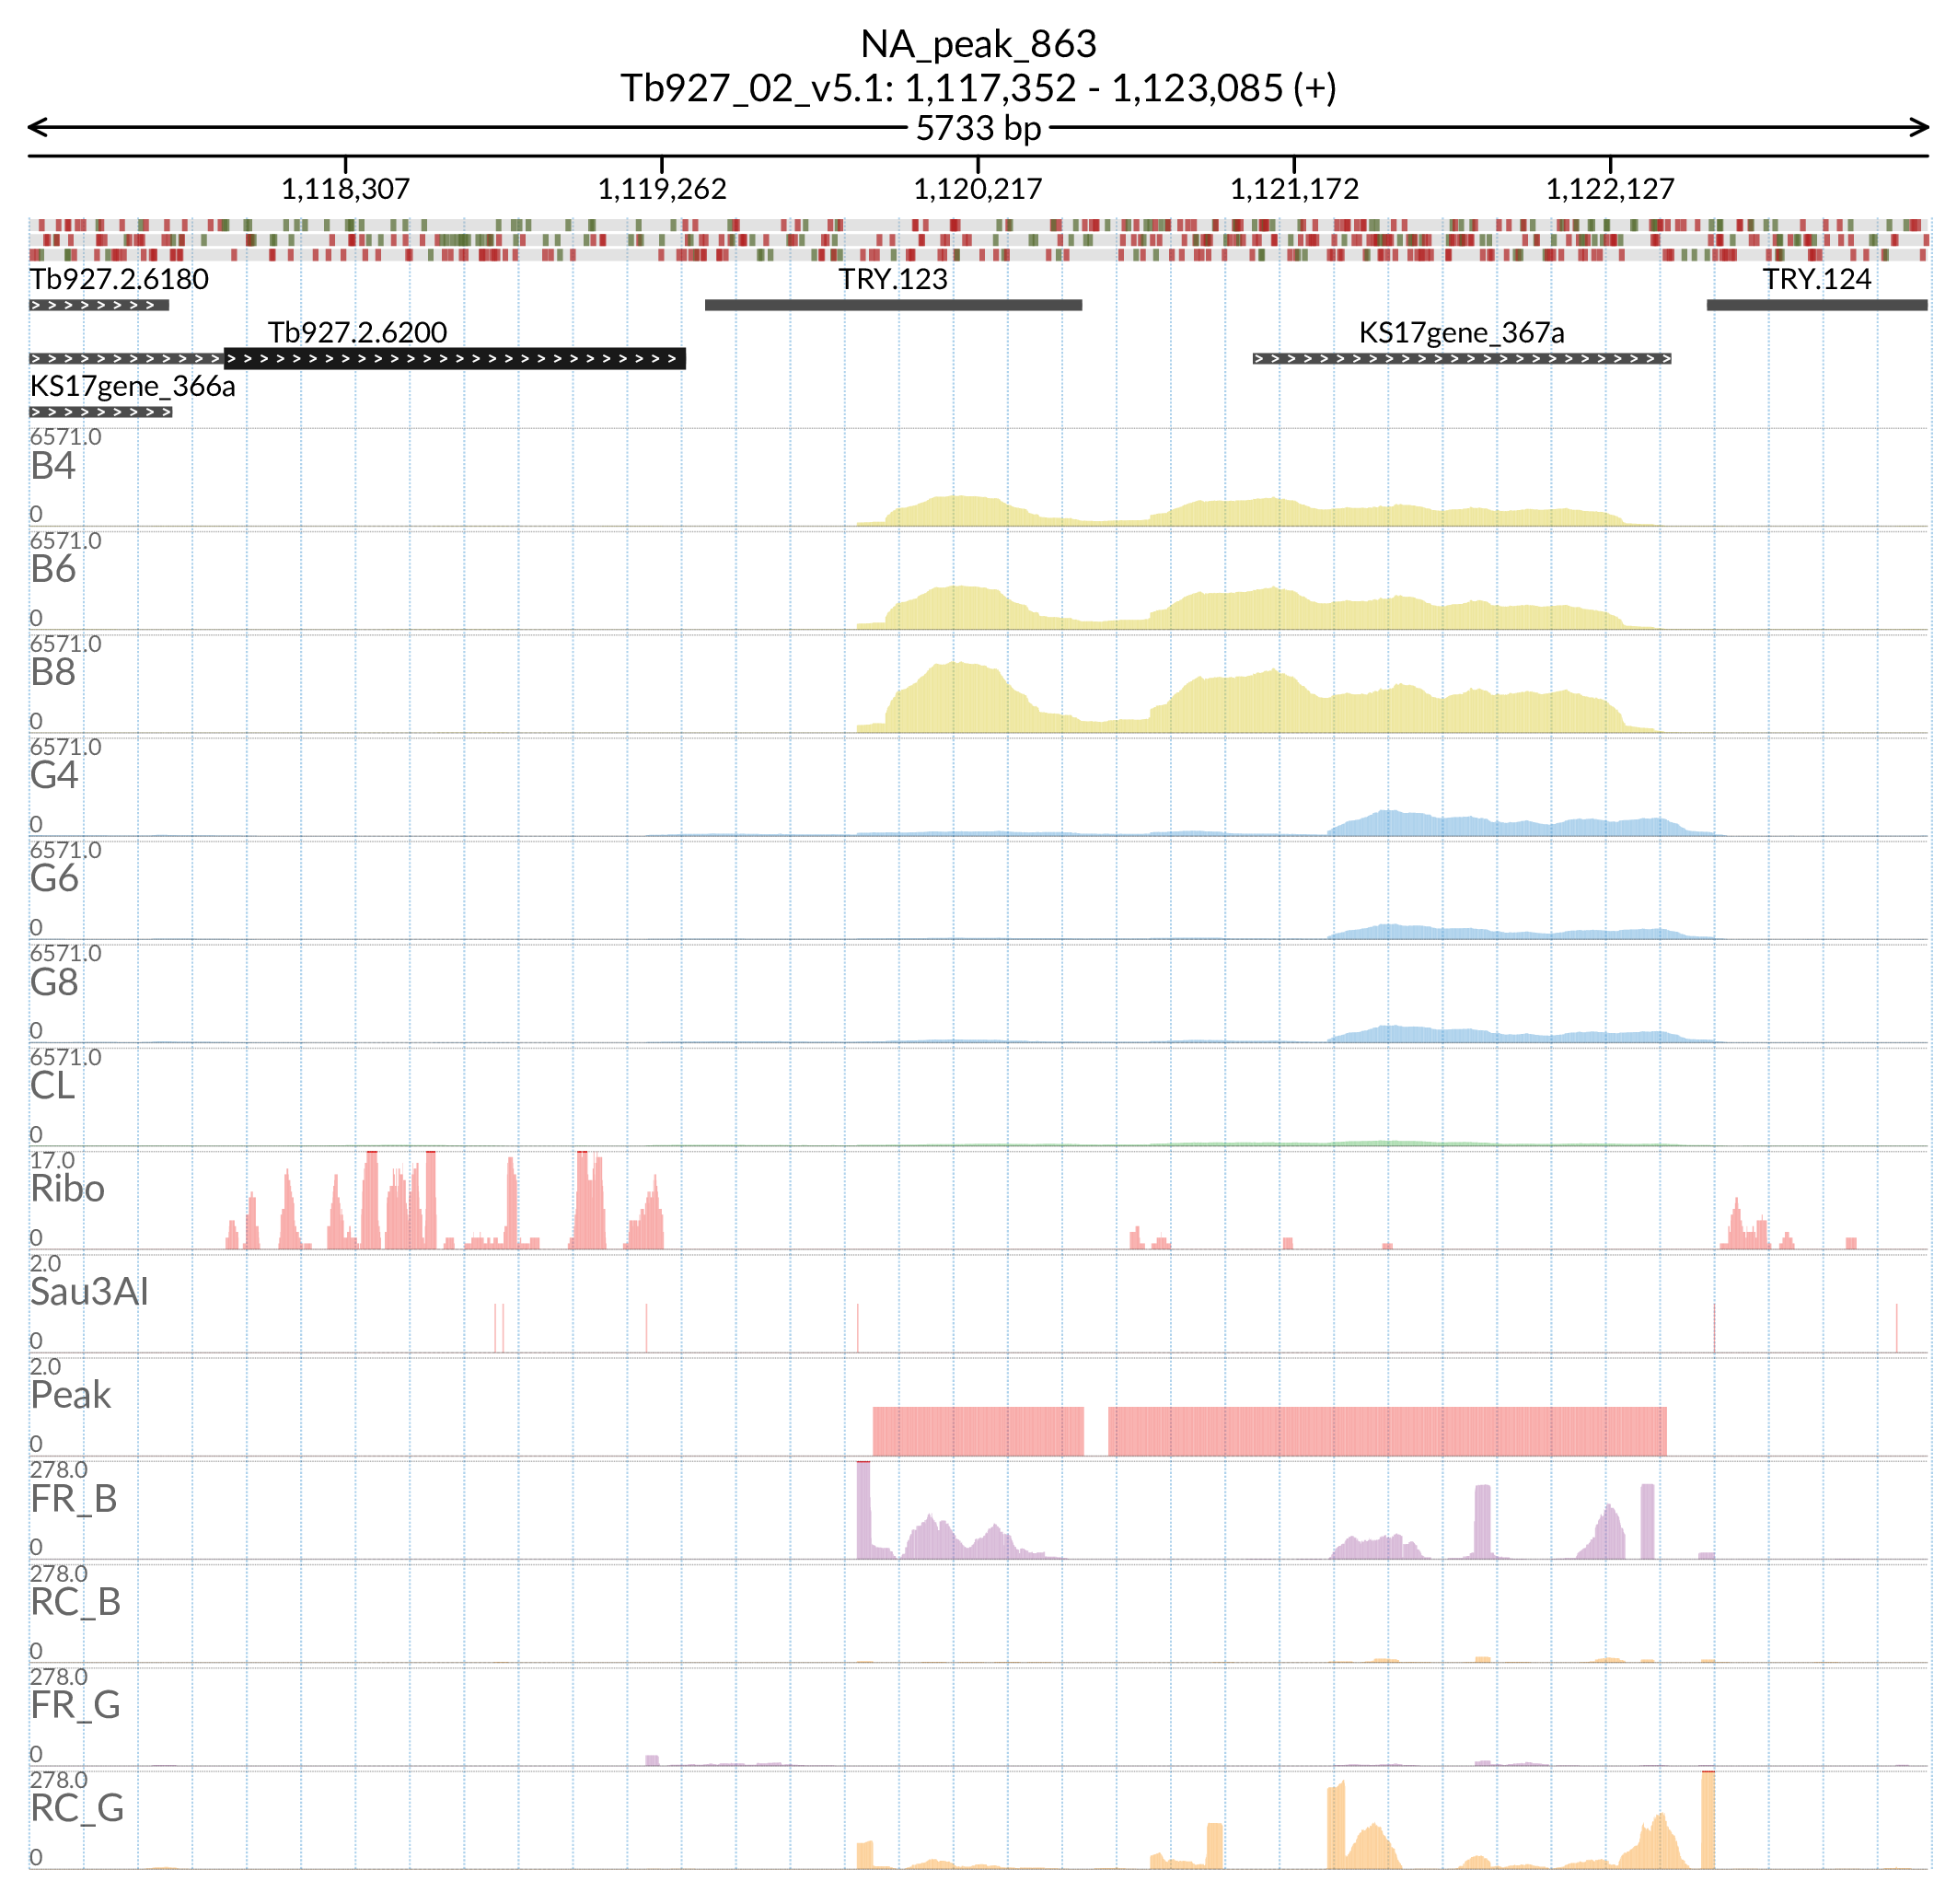 NA_peak_863
Tb927_02_v5.1: 1,117,352 - 1,123,085 (+)
5733 bp
1,118,307 1,119,262 1,120,217 1,121,172 1,122,127
Tb927.2.6180 TRY.123 TRY.124
Tb927.2.6200 KS17gene_367a
KS17gene_366a
6571.0
B4
0
6571.0
B6
0
6571.0
B8
0
6571.0
G4
0
6571.0
G6
0
6571.0
G8
0
6571.0
CL
0
17.0
Ribo
0
2.0
Sau3AI
0
2.0
Peak
0
278.0
FR_B
0
278.0
RC_B
0
278.0
FR_G
0
278.0
RC_G
0